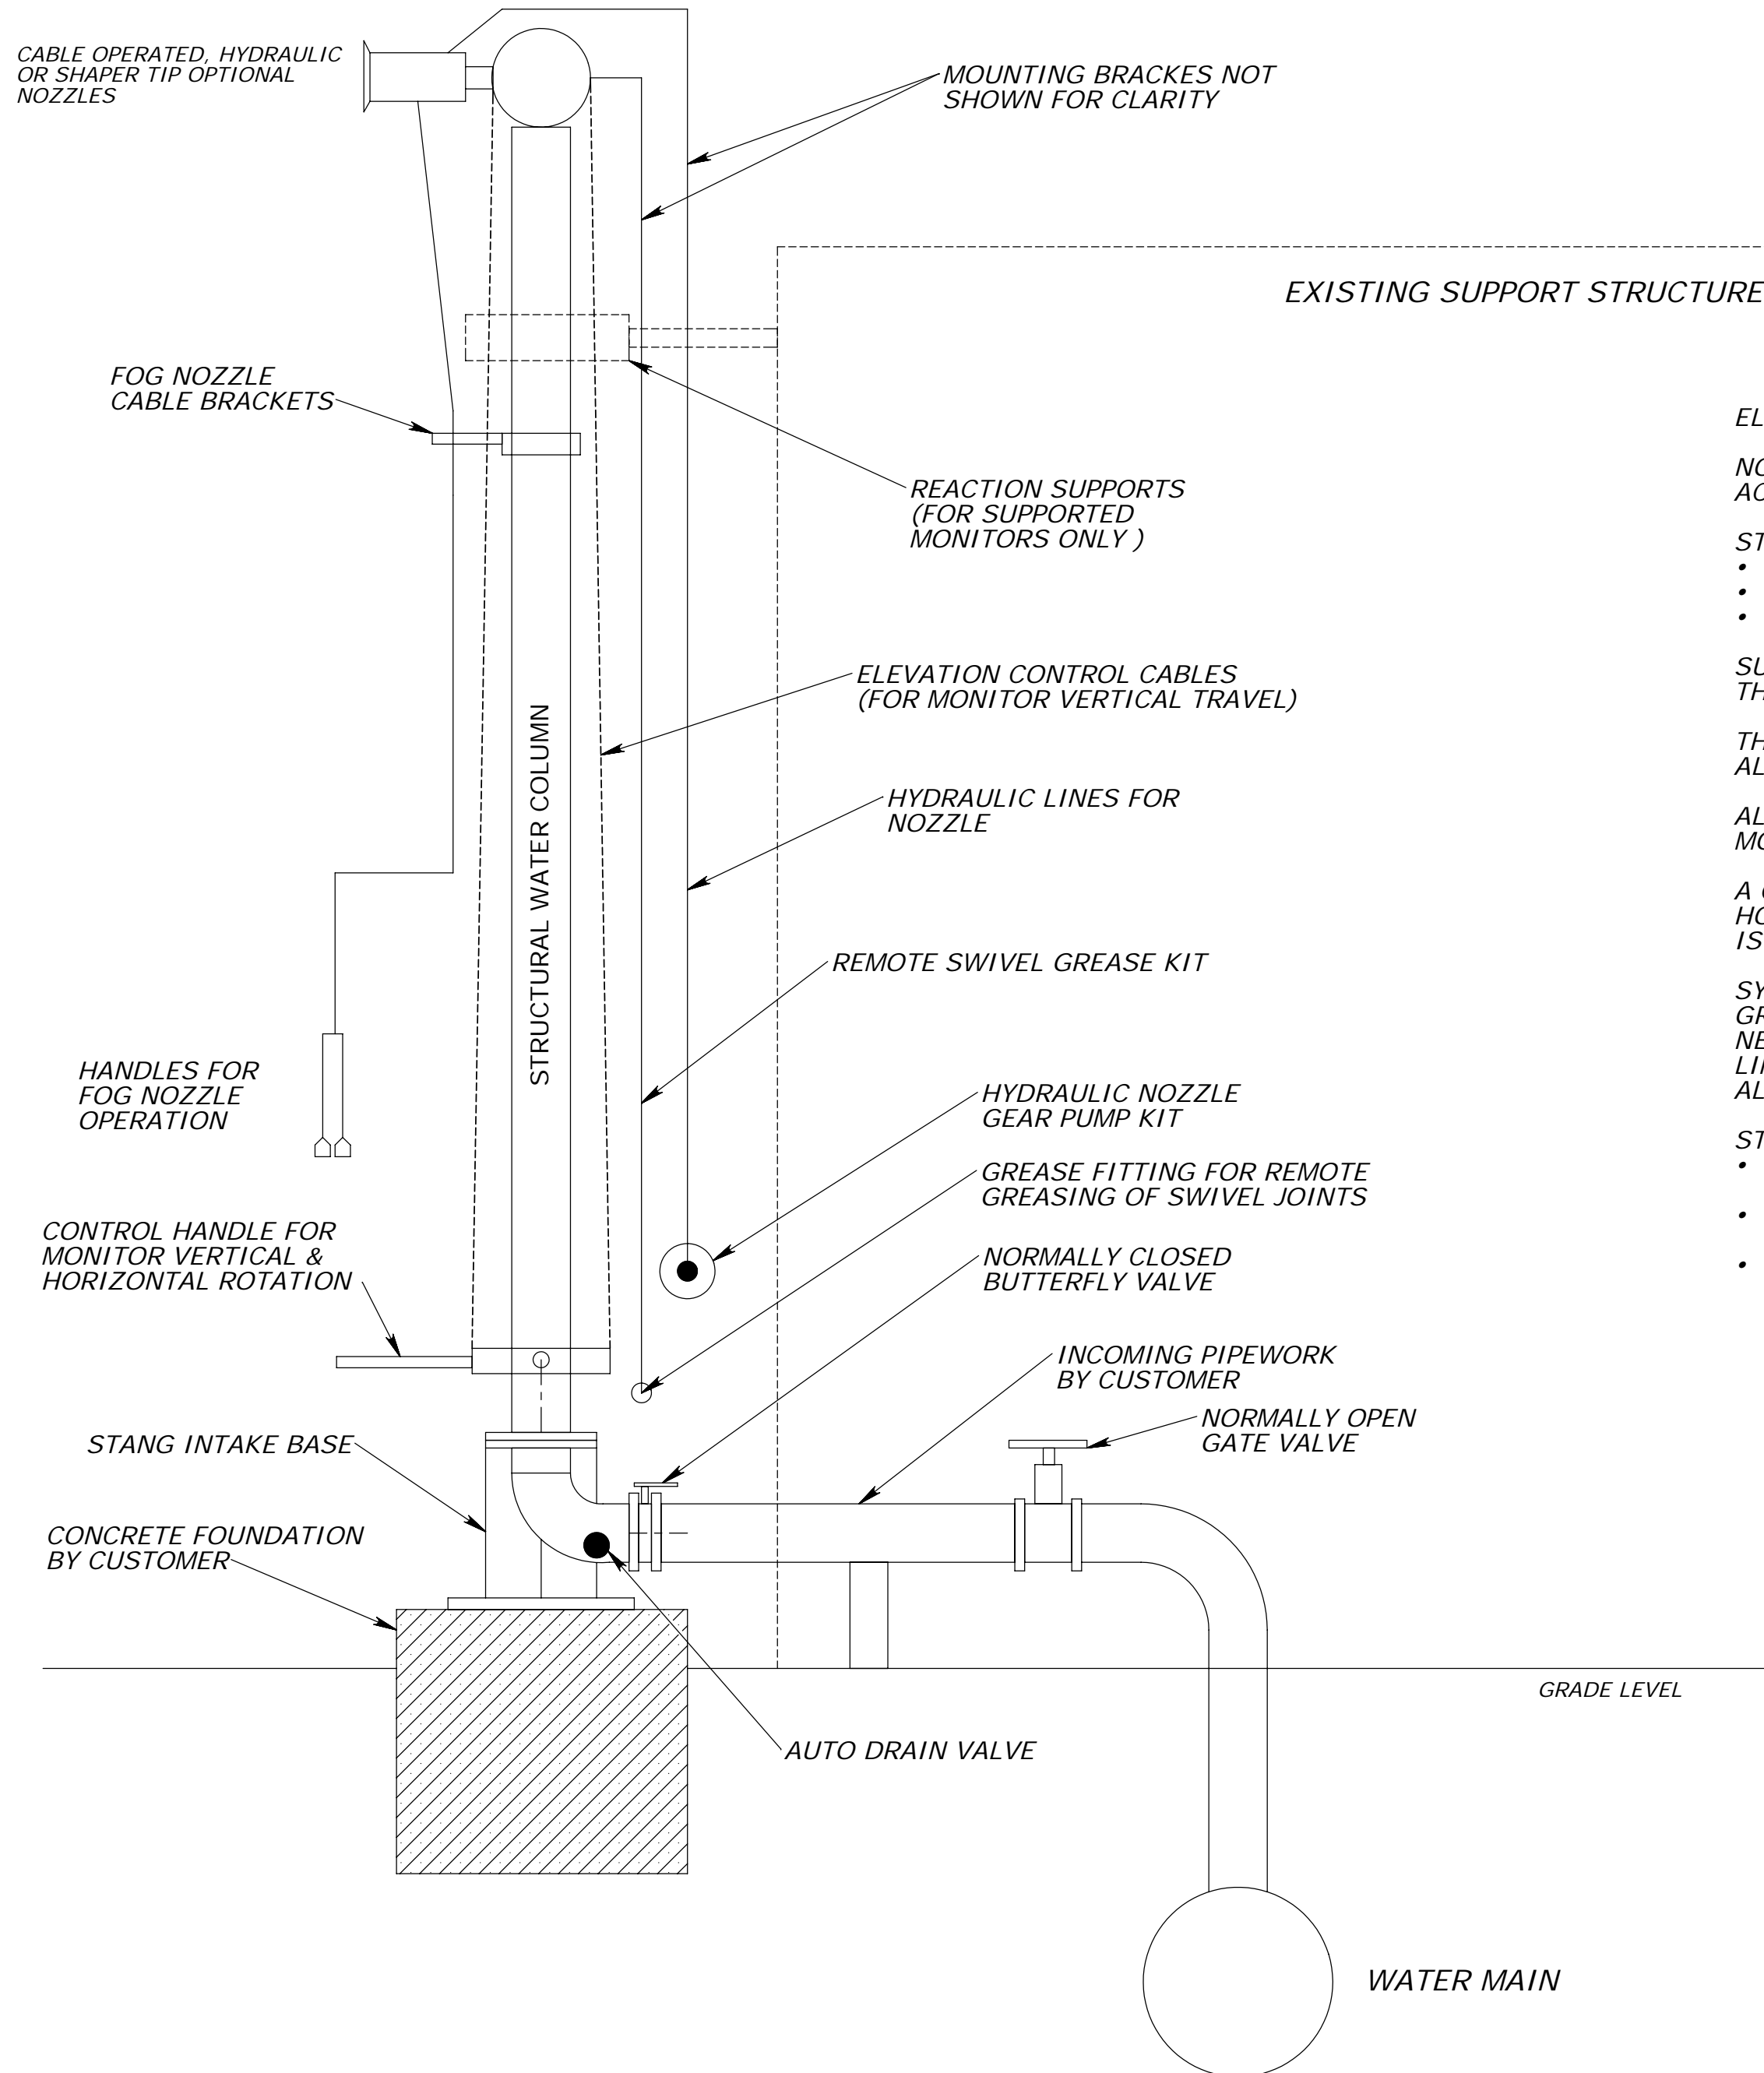 CABLE OPERATED, HYDRAULIC
OR SHAPER TIP OPTIONAL
NOZZLES
MOUNTING BRACKES NOT
SHOWN FOR CLARITY
EXISTING SUPPORT STRUCTURE
FOG NOZZLE
CABLE BRACKETS
REACTION SUPPORTS
(FOR SUPPORTED
MONITORS ONLY )
ELEVATION CONTROL CABLES
(FOR MONITOR VERTICAL TRAVEL)
STRUCTURAL WATER COLUMN
HYDRAULIC LINES FOR
NOZZLE
REMOTE SWIVEL GREASE KIT
HANDLES FOR
FOG NOZZLE
OPERATION
HYDRAULIC NOZZLE
GEAR PUMP KIT
GREASE FITTING FOR REMOTE
GREASING OF SWIVEL JOINTS
CONTROL HANDLE FOR
MONITOR VERTICAL &
HORIZONTAL ROTATION
NORMALLY CLOSED
BUTTERFLY VALVE
INCOMING PIPEWORK
BY CUSTOMER
NORMALLY OPEN
GATE VALVE
STANG INTAKE BASE
CONCRETE FOUNDATION
BY CUSTOMER
GRADE LEVEL
AUTO DRAIN VALVE
WATER MAIN
A
IS